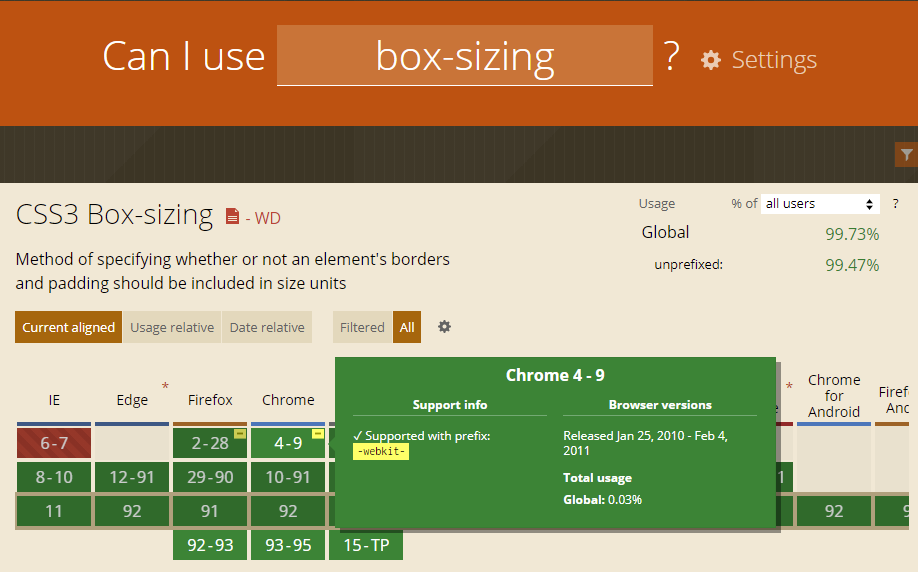 Can I use box-sizing ? Settings
CSS3 Box-sizing - WD
Usage % of all users ?
Global 99.73%
unprefixed: 99.47%
Method of specifying whether or not an element's borders
and padding should be included in size units
Current aligned Usage relative Date relative Filtered All
IE Edge * Firefox Chrome
* Chrome
for
Android
Chrome 4 - 9
Support info
✓ Supported with prefix:
-webkit-
Browser versions
Released Jan 25, 2010 - Feb 4,
2011
Total usage
Global: 0.03%
6-7 2-28 4-9
8-10 12-91 29-90 10-91
11 92 91 92 92
92-93 93-95 15-TP